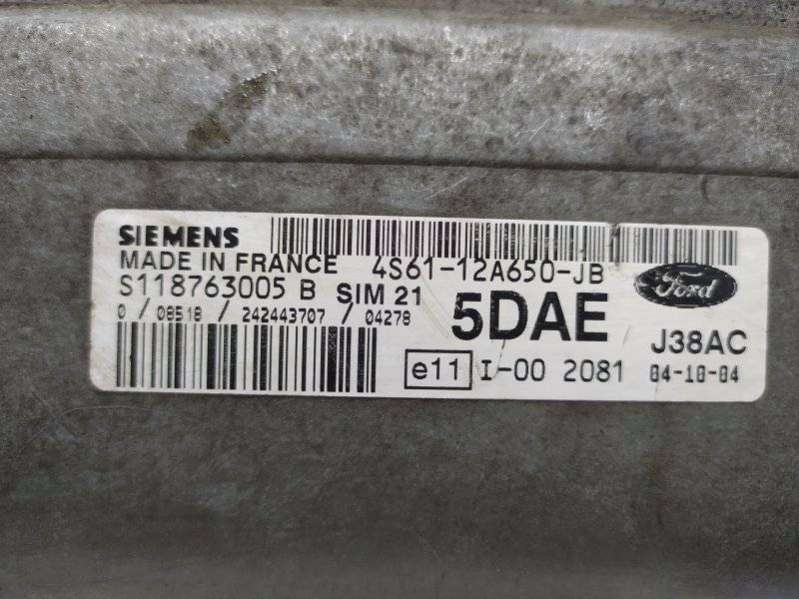 SIEMENS
MADE IN FRANCE 4S61-12A650-JB
S118763005 B SIM 21
0 / 08518 / 242443707 / 04278
5DAE
Ford
J38AC
e11 I-00 2081 04-10-04